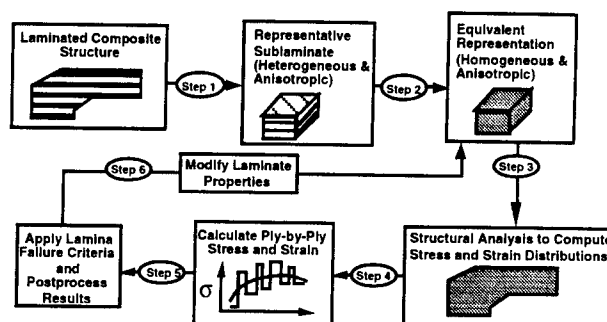 Laminated Composite
Structure
Step 1
Representative
Sublaminate
(Heterogeneous &
Anisotropic)
Step 2
Equivalent
Representation
(Homogeneous &
Anisotropic)
Step 3
Structural Analysis to Compute
Stress and Strain Distributions
Step 4
Calculate Ply-by-Ply
Stress and Strain
σ
Step 5
Apply Lamina
Failure Criteria
and
Postprocess
Results
Step 6
Modify Laminate
Properties